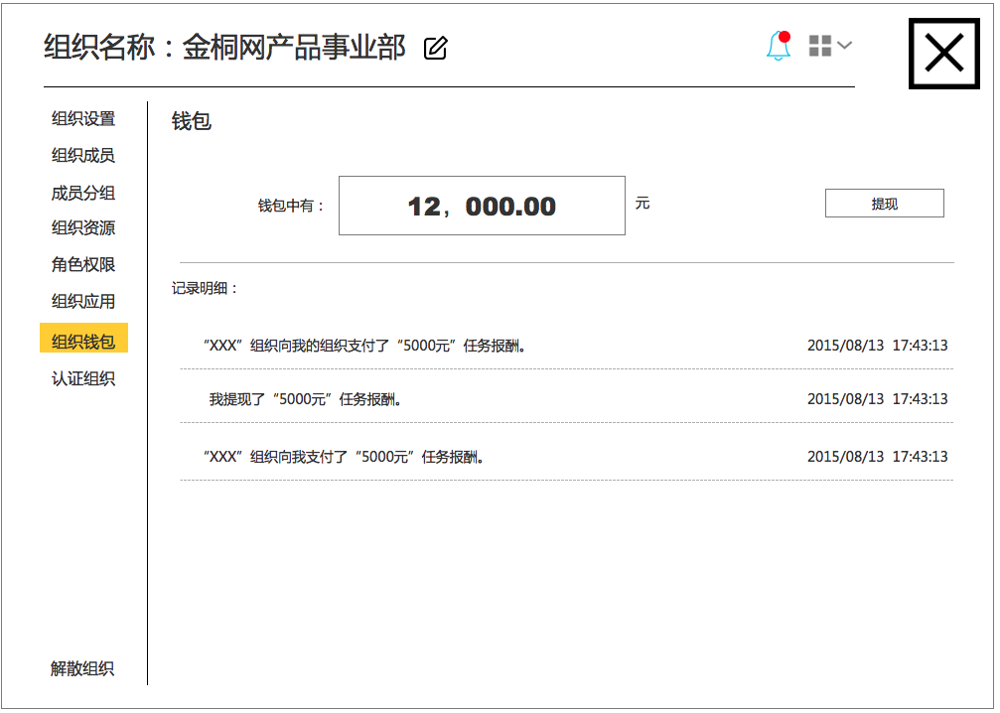 组织名称：金桐网产品事业部
组织设置
组织成员
成员分组
组织资源
角色权限
组织应用
组织钱包
认证组织
解散组织
钱包
钱包中有：
12，000.00
元
提现
记录明细：
“XXX”组织向我的组织支付了“5000元”任务报酬。 2015/08/13 17:43:13
我提现了“5000元”任务报酬。 2015/08/13 17:43:13
“XXX”组织向我支付了“5000元”任务报酬。 2015/08/13 17:43:13